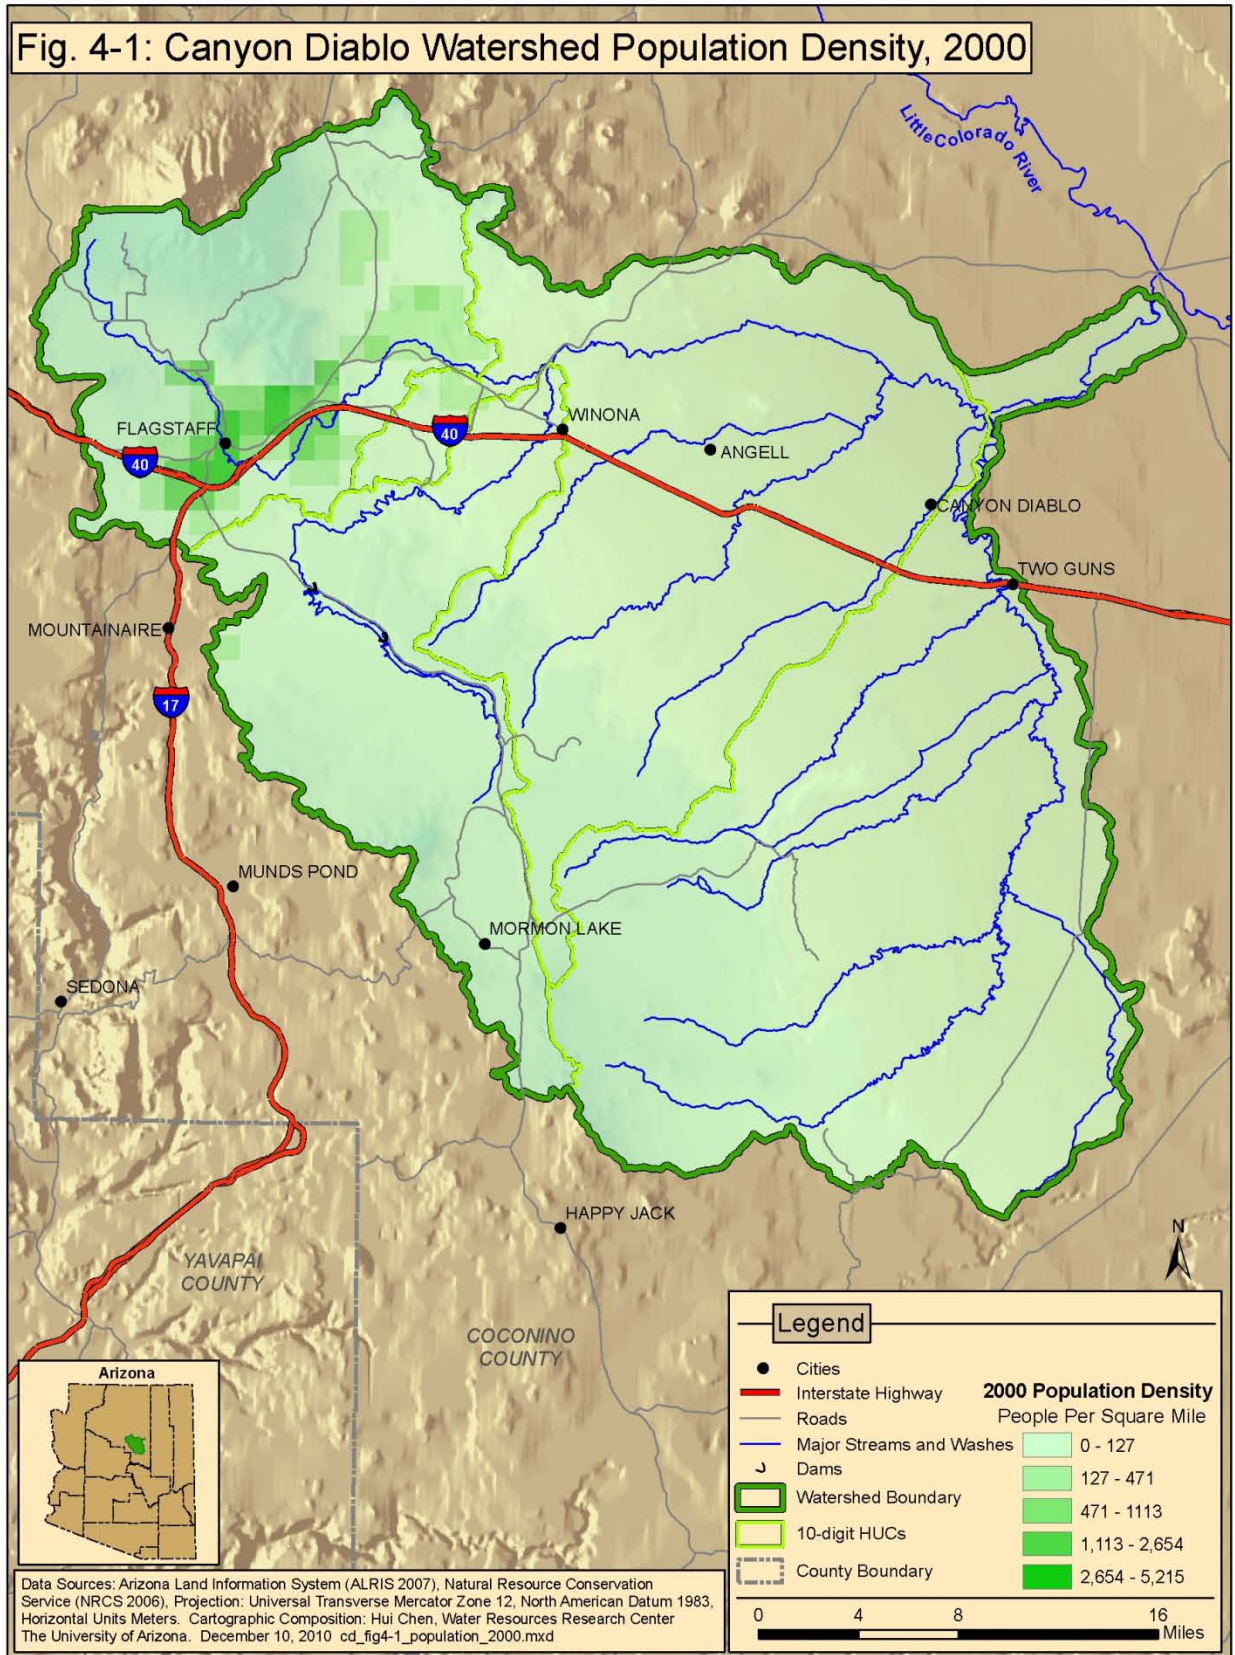 Fig. 4-1: Canyon Diablo Watershed Population Density, 2000
LittleColorado River
FLAGSTAFF
40
40
WINONA
ANGELL
CANYON DIABLO
TWO GUNS
MOUNTAINAIRE
17
MUNDS POND
MORMON LAKE
SEDONA
HAPPY JACK
YAVAPAI
COUNTY
COCONINO
COUNTY
N
Arizona
Legend
Cities
Interstate Highway
Roads
Major Streams and Washes
Dams
Watershed Boundary
10-digit HUCs
County Boundary
2000 Population Density
People Per Square Mile
0 - 127
127 - 471
471 - 1113
1,113 - 2,654
2,654 - 5,215
0 4 8 16
Miles
Data Sources: Arizona Land Information System (ALRIS 2007), Natural Resource Conservation
Service (NRCS 2006), Projection: Universal Transverse Mercator Zone 12, North American Datum 1983,
Horizontal Units Meters. Cartographic Composition: Hui Chen, Water Resources Research Center
The University of Arizona. December 10, 2010 cd_fig4-1_population_2000.mxd